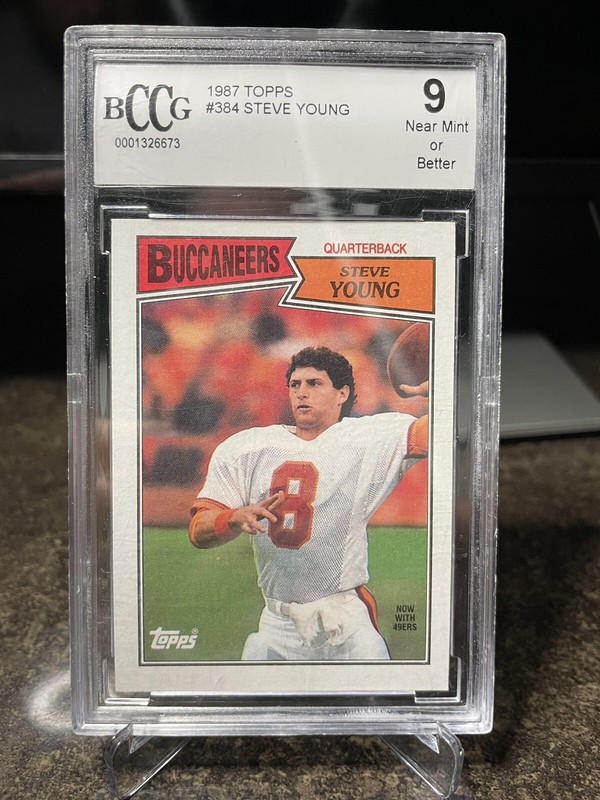 BCCG
0001326673
1987 TOPPS
#384 STEVE YOUNG
9
Near Mint
or
Better
BUCCANEERS
QUARTERBACK
STEVE
YOUNG
8
NOW
WITH
49ERS
topps®